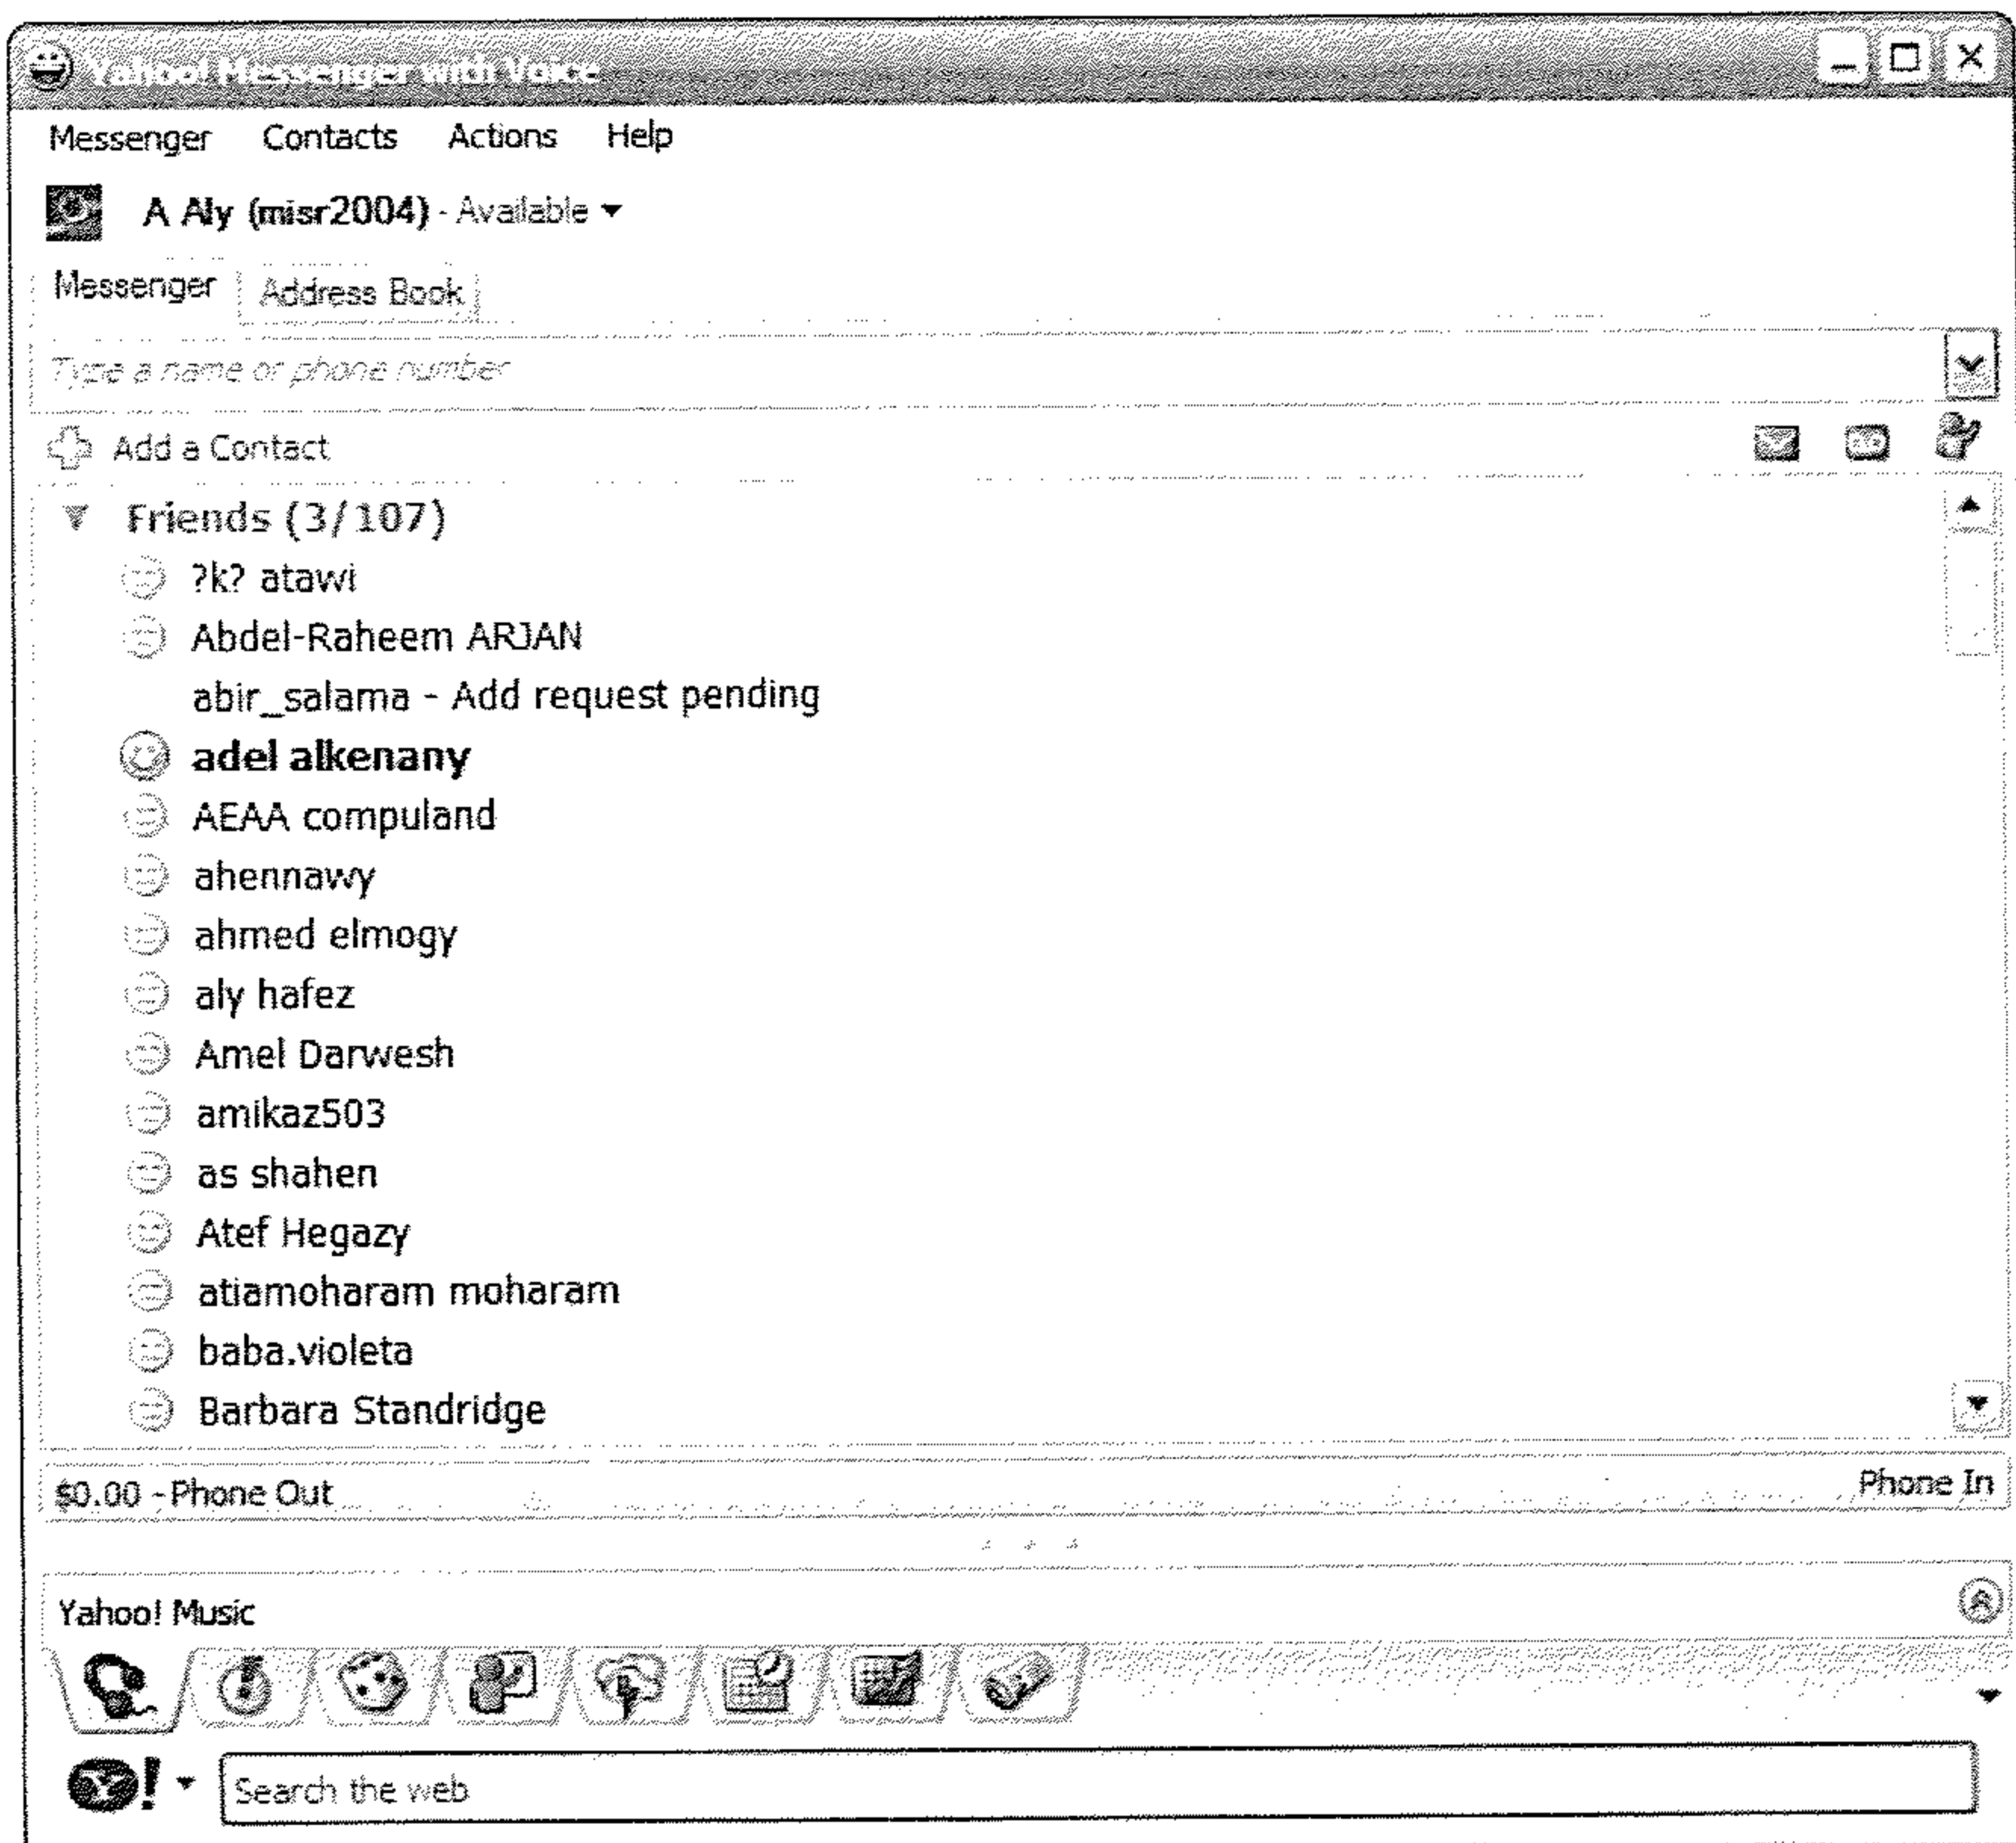 Yahoo! Messenger with Voice
Messenger Contacts Actions Help
A Aly (misr2004) - Available
Messenger Address Book
Type a name or phone number
Add a Contact
Friends (3/107)
?k? atawi
Abdel-Raheem ARJAN
abir_salama - Add request pending
adel alkenany
AEAA compuland
ahennawy
ahmed elmogy
aly hafez
Amel Darwesh
amikaz503
as shahen
Atef Hegazy
atiamoharam moharam
baba.violeta
Barbara Standridge
$0.00 - Phone Out Phone In
Yahoo! Music
Y!
Search the web